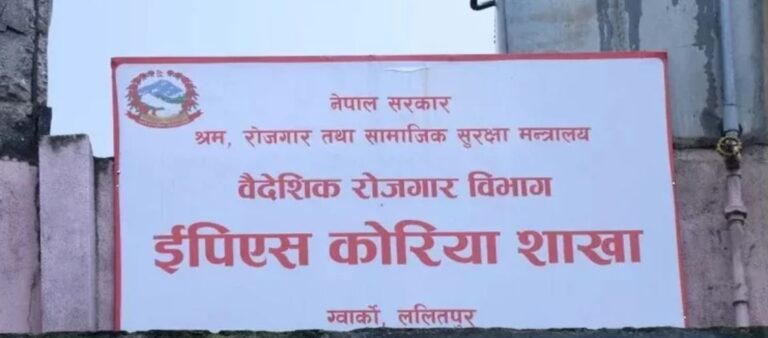 नेपाल सरकार
श्रम, रोजगार तथा सामाजिक सुरक्षा मन्त्रालय
वैदेशिक रोजगार विभाग
ईपिएस कोरिया शाखा
ग्वार्को, ललितपुर